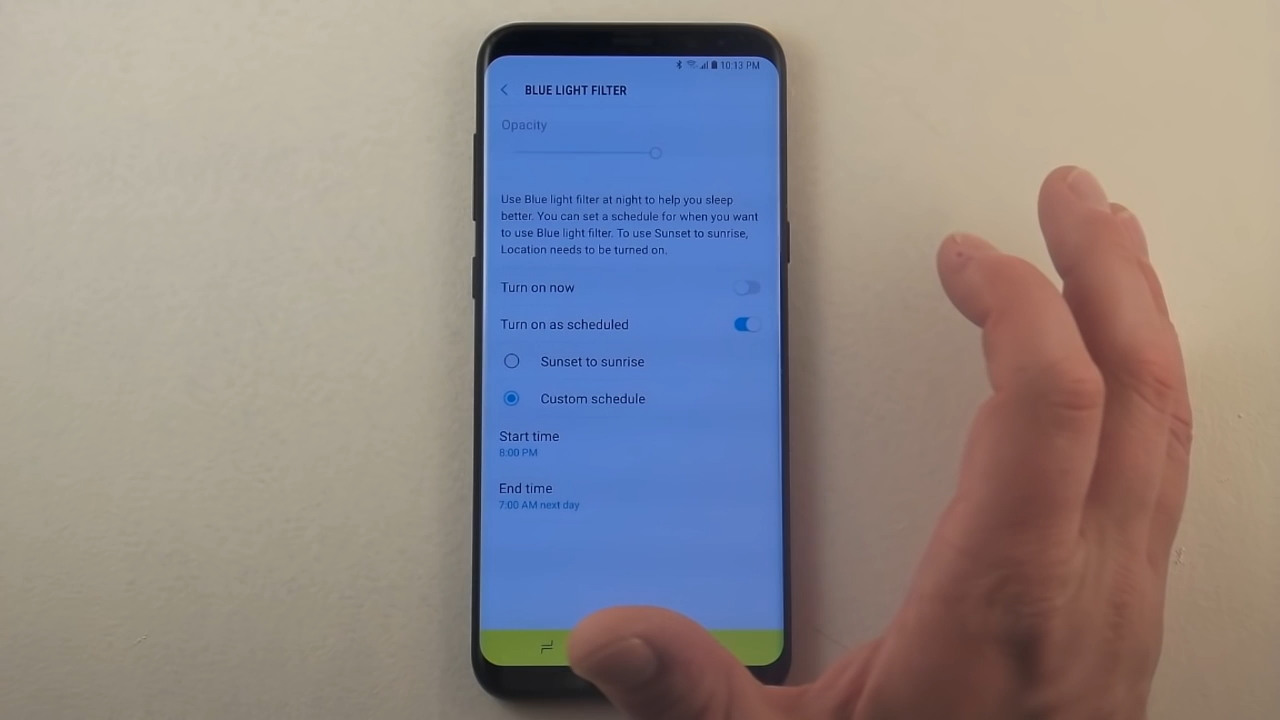 10:13 PM
BLUE LIGHT FILTER
Opacity
Use Blue light filter at night to help you sleep
better. You can set a schedule for when you want
to use Blue light filter. To use Sunset to sunrise,
Location needs to be turned on.
Turn on now
Turn on as scheduled
Sunset to sunrise
Custom schedule
Start time
8:00 PM
End time
7:00 AM next day